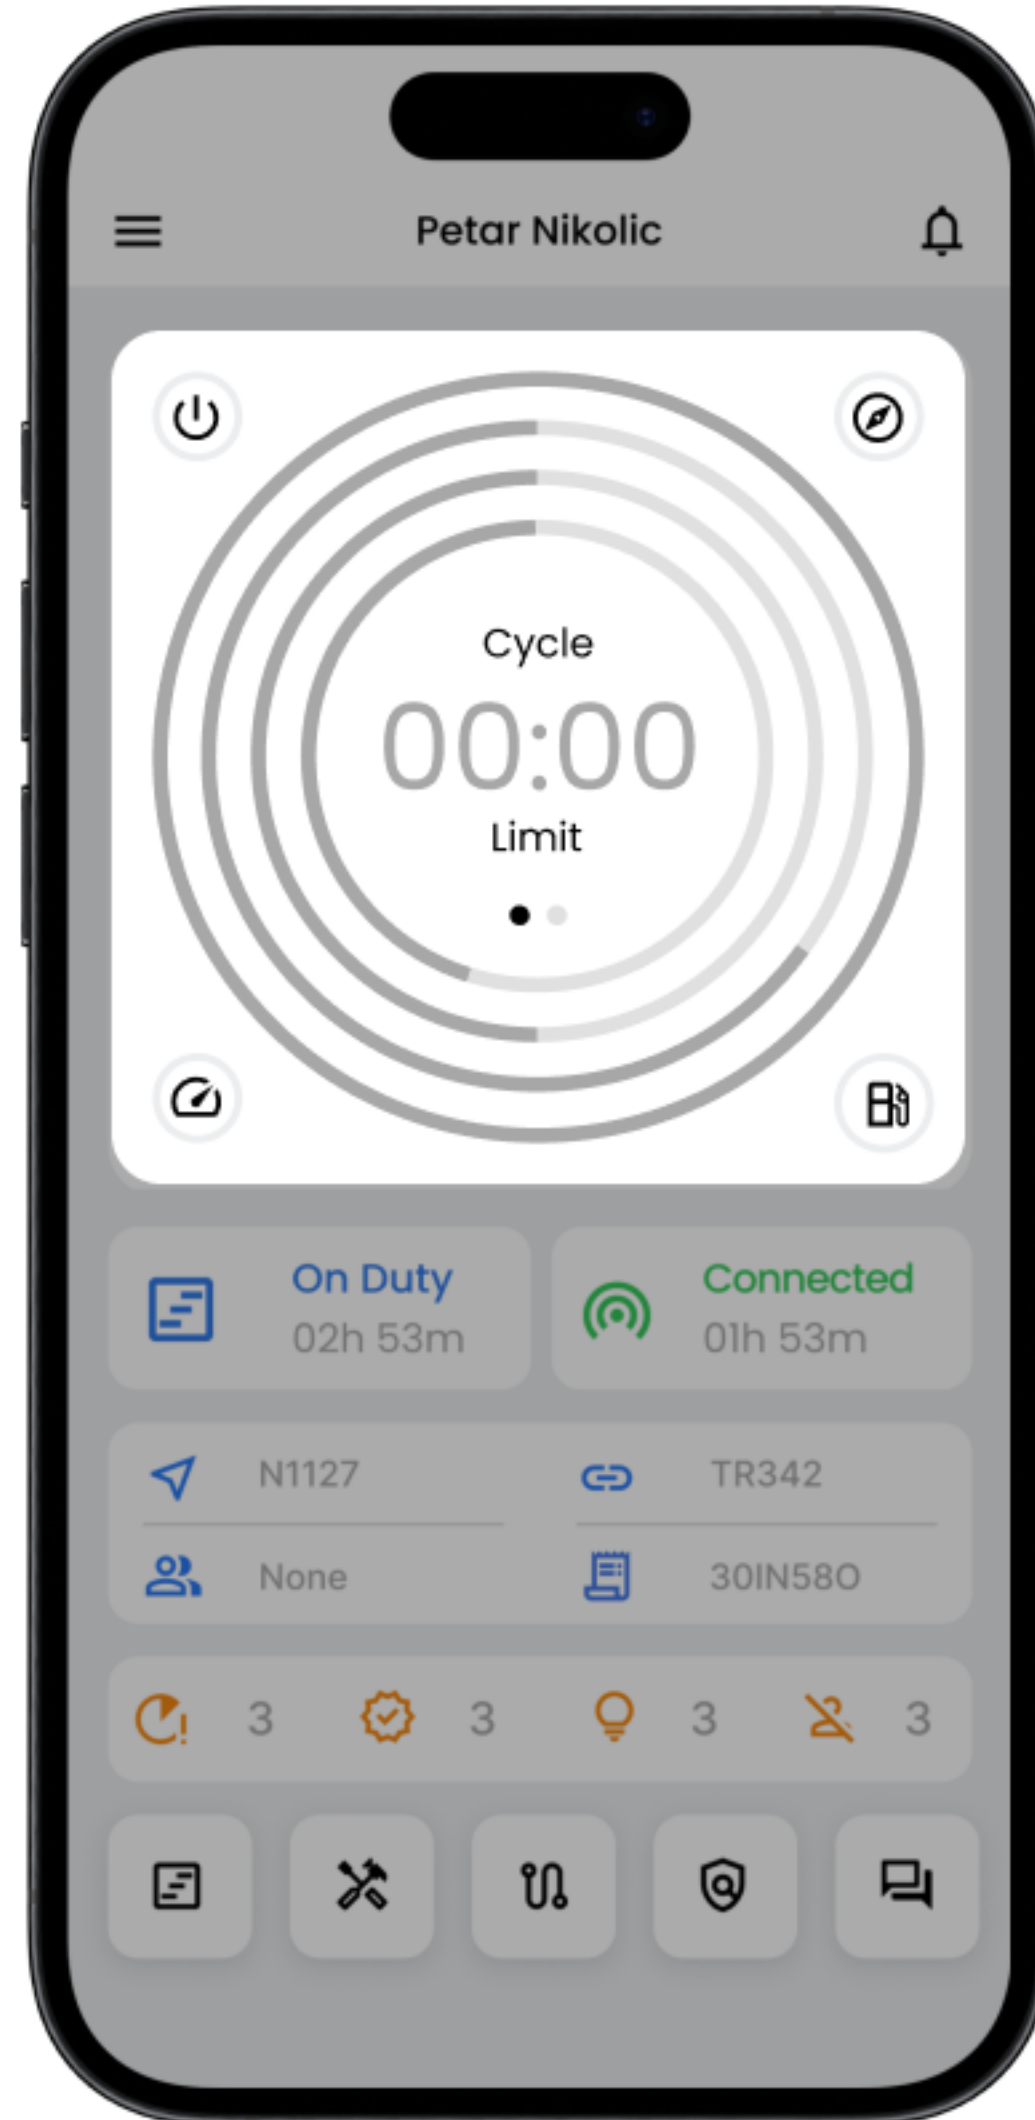 Petar Nikolic
Cycle
00:00
Limit
On Duty
02h 53m
Connected
01h 53m
N1127
TR342
None
30IN58O
3
3
3
3